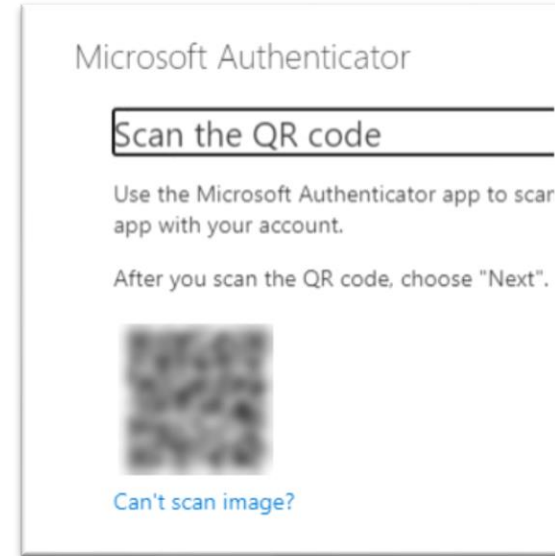 Microsoft Authenticator
Scan the QR code
Use the Microsoft Authenticator app to scan
app with your account.
After you scan the QR code, choose "Next".
Can't scan image?